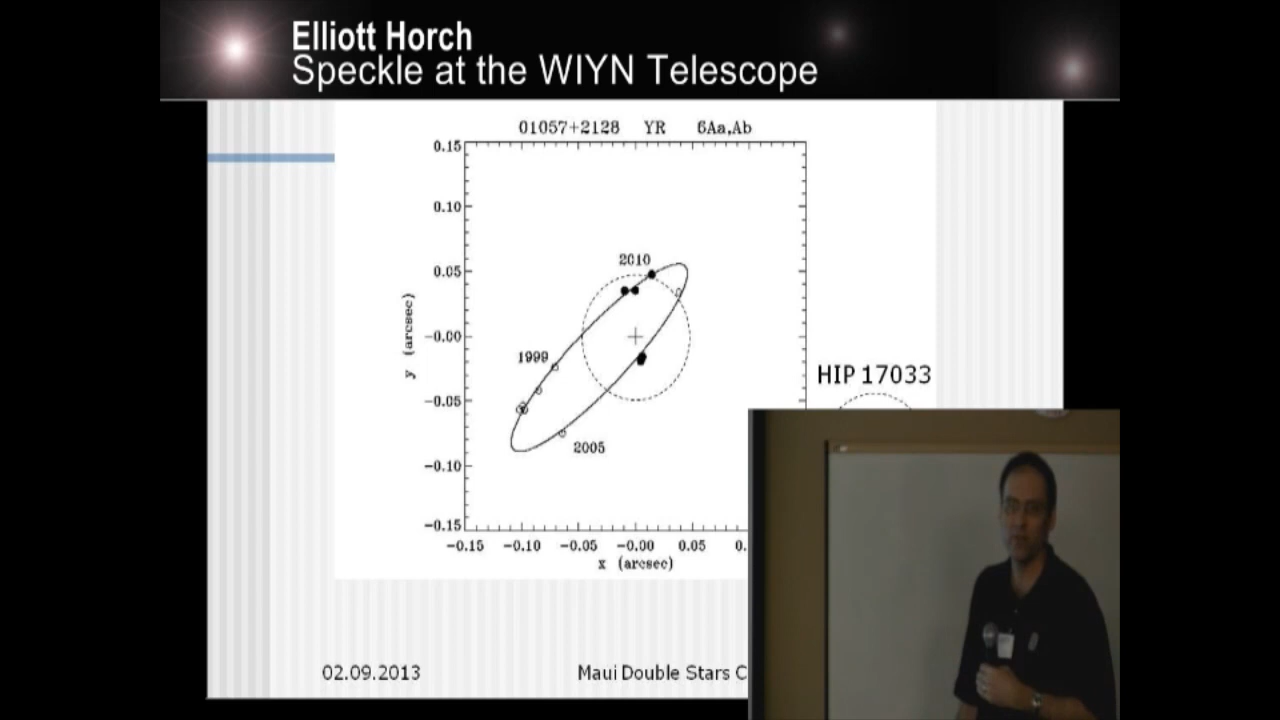 Elliott Horch
Speckle at the WIYN Telescope
01057+2128 YR 6Aa,Ab
0.15
0.10
0.05
-0.00
-0.05
-0.10
-0.15
y (arcsec)
2010
1999
2005
-0.15 -0.10 -0.05 -0.00 0.05 0.
x (arcsec)
HIP 17033
02.09.2013
Maui Double Stars C